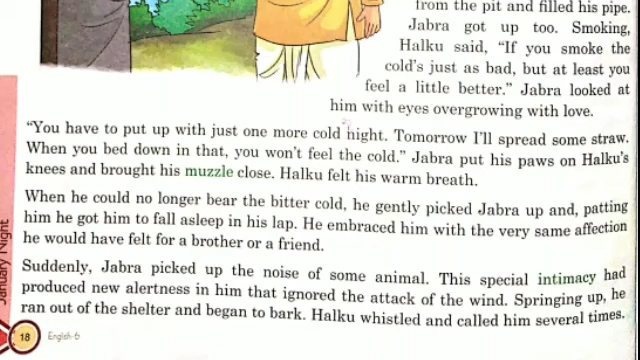 from the pit and filled his pipe.
Jabra got up too. Smoking,
Halku said, “If you smoke the
cold's just as bad, but at least you
feel a little better.” Jabra looked at
him with eyes overgrowing with love.
“You have to put up with just one more cold night. Tomorrow I'll spread some straw.
When you bed down in that, you won't feel the cold.” Jabra put his paws on Halku's
knees and brought his muzzle close. Halku felt his warm breath.
When he could no longer bear the bitter cold, he gently picked Jabra up and, patting
him he got him to fall asleep in his lap. He embraced him with the very same affection
he would have felt for a brother or a friend.
Suddenly, Jabra picked up the noise of some animal. This special intimacy had
produced new alertness in him that ignored the attack of the wind. Springing up, he
ran out of the shelter and began to bark. Halku whistled and called him several times.
January Night
18
English-6